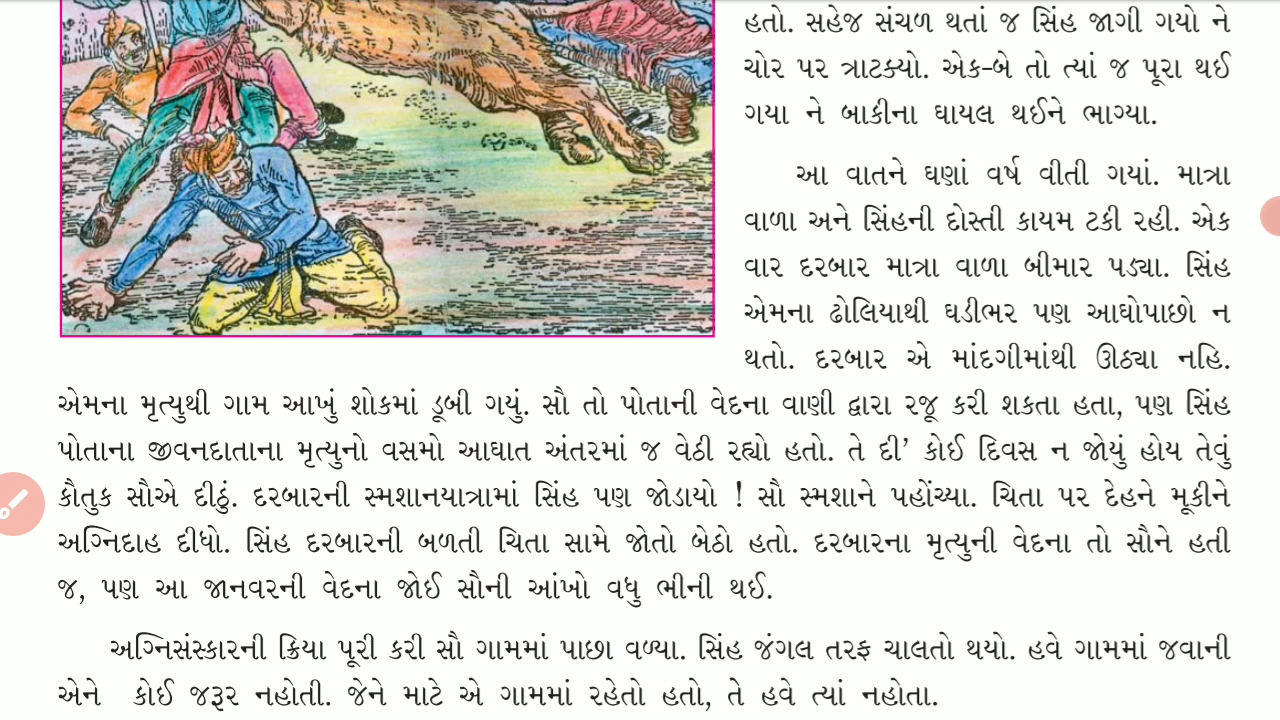 હતો. સહેજ સંચળ થતાં જ સિંહ જાગી ગયો ને
ચોર પર ત્રાટક્યો. એક-બે તો ત્યાં જ પૂરા થઈ
ગયા ને બાકીના ઘાયલ થઈને ભાગ્યા.
આ વાતને ઘણાં વર્ષ વીતી ગયાં. માત્રા
વાળા અને સિંહની દોસ્તી કાયમ ટકી રહી. એક
વાર દરબાર માત્રા વાળા બીમાર પડ્યા. સિંહ
એમના ઢોલિયાથી ઘડીભર પણ આઘોપાછો ન
થતો. દરબાર એ માંદગીમાંથી ઊઠ્યા નહિ.
એમના મૃત્યુથી ગામ આખું શોકમાં ડૂબી ગયું. સૌ તો પોતાની વેદના વાણી દ્વારા રજૂ કરી શકતા હતા, પણ સિંહ
પોતાના જીવનદાતાના મૃત્યુનો વસમો આઘાત અંતરમાં જ વેઠી રહ્યો હતો. તે દી’ કોઈ દિવસ ન જોયું હોય તેવું
કૌતુક સૌએ દીઠું. દરબારની સ્મશાનયાત્રામાં સિંહ પણ જોડાયો ! સૌ સ્મશાને પહોંચ્યા. ચિતા પર દેહને મૂકીને
અગ્નિદાહ દીધો. સિંહ દરબારની બળતી ચિતા સામે જોતો બેઠો હતો. દરબારના મૃત્યુની વેદના તો સૌને હતી
જ, પણ આ જાનવરની વેદના જોઈ સૌની આંખો વધુ ભીની થઈ.
અગ્નિસંસ્કારની ક્રિયા પૂરી કરી સૌ ગામમાં પાછા વળ્યા. સિંહ જંગલ તરફ ચાલતો થયો. હવે ગામમાં જવાની
એને કોઈ જરૂર નહોતી. જેને માટે એ ગામમાં રહેતો હતો, તે હવે ત્યાં નહોતા.